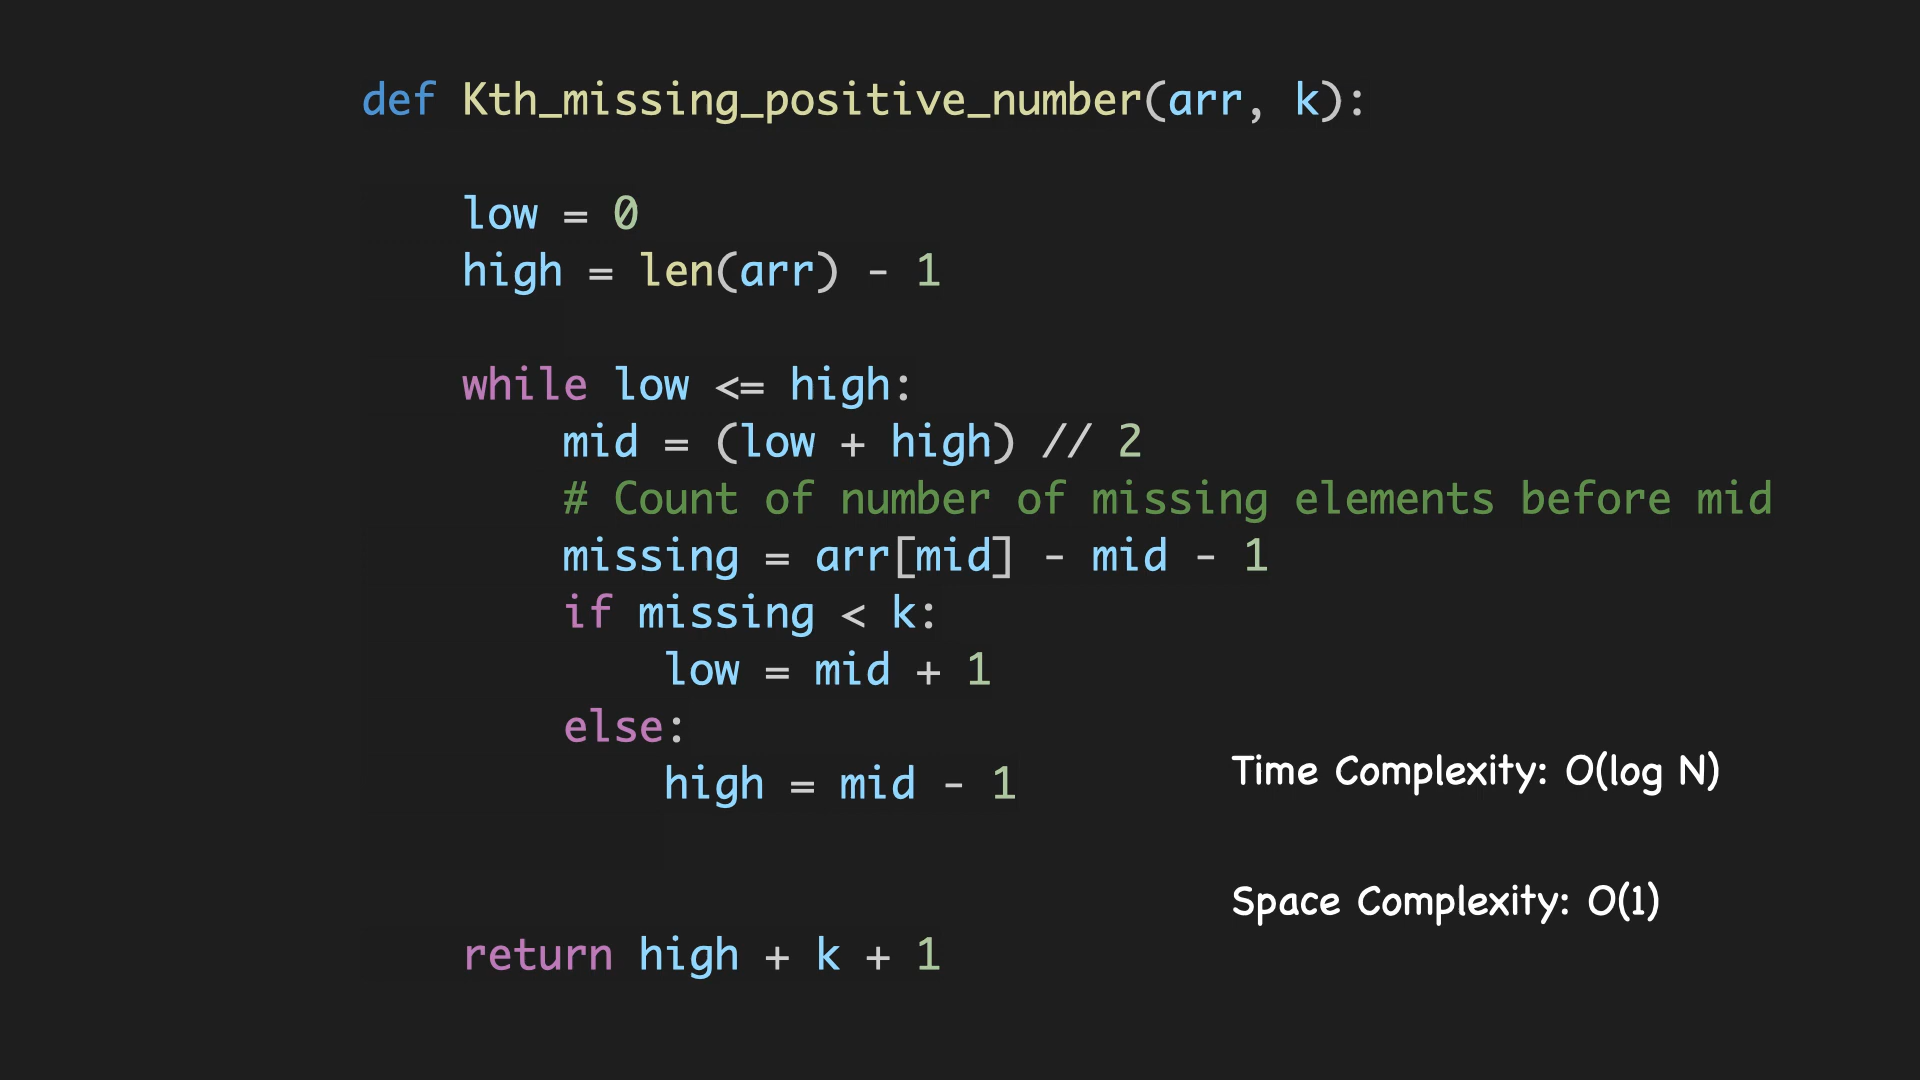 def Kth_missing_positive_number(arr, k):
low = 0
high = len(arr) - 1
while low <= high:
mid = (low + high) // 2
# Count of number of missing elements before mid
missing = arr[mid] - mid - 1
if missing < k:
low = mid + 1
else:
high = mid - 1
return high + k + 1
Time Complexity: O(log N)
Space Complexity: O(1)